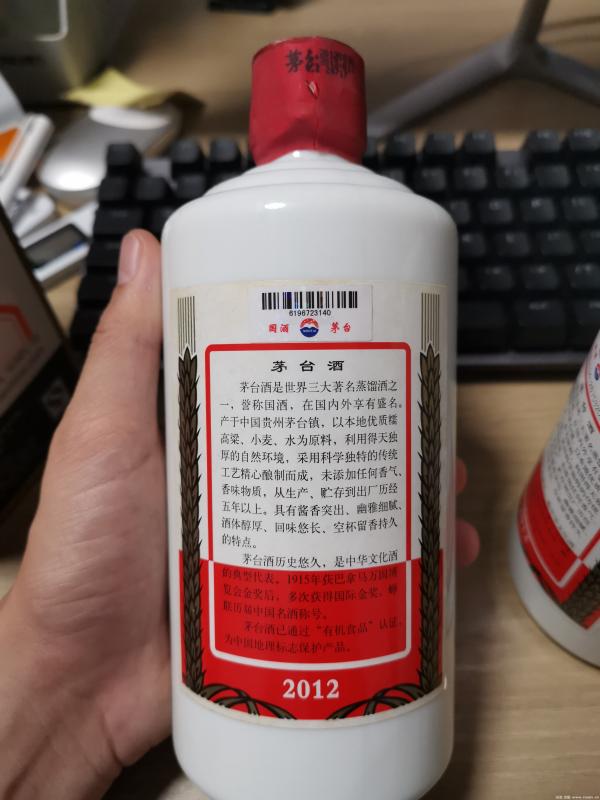 茅台
6196723140
国酒 茅台
茅台酒
茅台酒是世界三大著名蒸馏酒之
一，誉称国酒，在国内外享有盛名。
产于中国贵州茅台镇，以本地优质糯
高粱、小麦、水为原料，利用得天独
厚的自然环境，采用科学独特的传统
工艺精心酿制而成，未添加任何香气、
香味物质，从生产、贮存到出厂历经
五年以上。具有酱香突出、幽雅细腻、
酒体醇厚、回味悠长、空杯留香持久
的特点。
茅台酒历史悠久，是中华文化酒
的典型代表。1915年获巴拿马万国博
览会金奖后，多次获得国际金奖，蝉
联历届中国名酒称号。
茅台酒已通过“有机食品”认证，
为中国地理标志保护产品。
2012